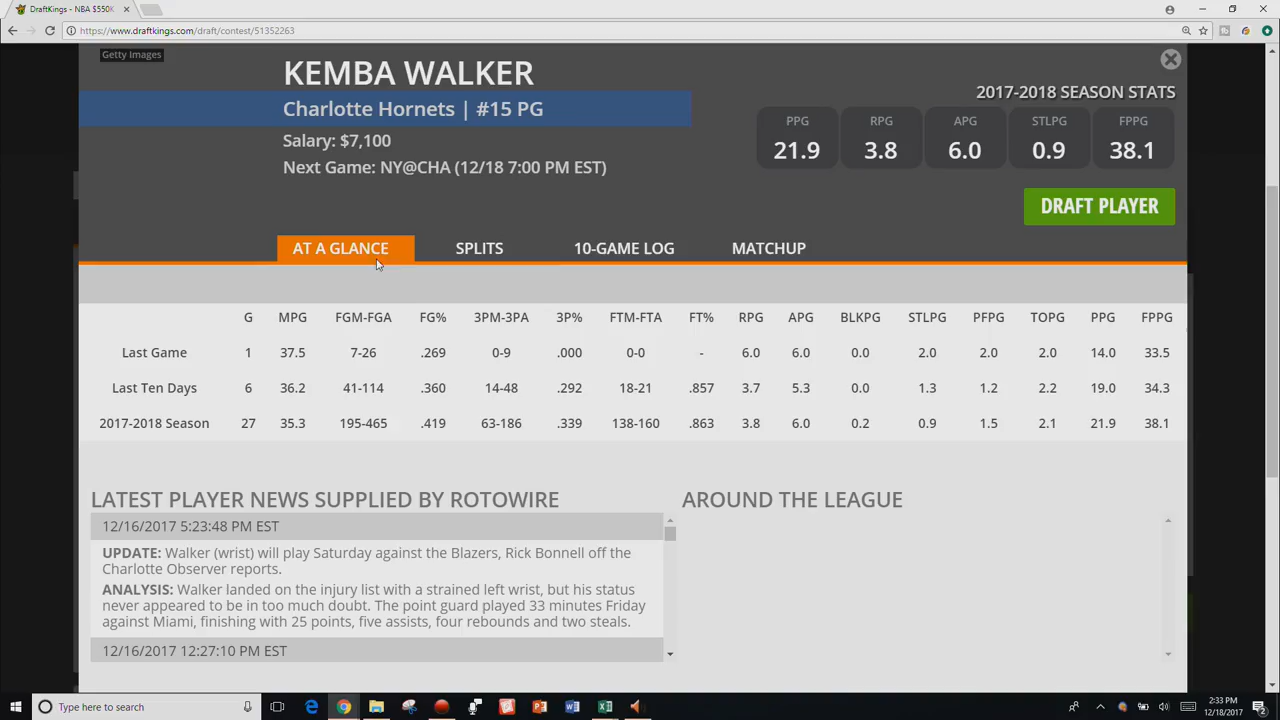 DraftKings - NBA $550K
https://www.draftkings.com/draft/contest/51352263
Getty Images
KEMBA WALKER
Charlotte Hornets | #15 PG
Salary: $7,100
Next Game: NY@CHA (12/18 7:00 PM EST)
2017-2018 SEASON STATS
PPG RPG APG STLPG FPPG
21.9 3.8 6.0 0.9 38.1
DRAFT PLAYER
AT A GLANCE SPLITS 10-GAME LOG MATCHUP
G MPG FGM-FGA FG% 3PM-3PA 3P% FTM-FTA FT% RPG APG BLKPG STLPG PFPG TOPG PPG FPPG
Last Game 1 37.5 7-26 .269 0-9 .000 0-0 - 6.0 6.0 0.0 2.0 2.0 2.0 14.0 33.5
Last Ten Days 6 36.2 41-114 .360 14-48 .292 18-21 .857 3.7 5.3 0.0 1.3 1.2 2.2 19.0 34.3
2017-2018 Season 27 35.3 195-465 .419 63-186 .339 138-160 .863 3.8 6.0 0.2 0.9 1.5 2.1 21.9 38.1
LATEST PLAYER NEWS SUPPLIED BY ROTOWIRE
12/16/2017 5:23:48 PM EST
UPDATE: Walker (wrist) will play Saturday against the Blazers, Rick Bonnell off the
Charlotte Observer reports.
ANALYSIS: Walker landed on the injury list with a strained left wrist, but his status
never appeared to be in too much doubt. The point guard played 33 minutes Friday
against Miami, finishing with 25 points, five assists, four rebounds and two steals.
12/16/2017 12:27:10 PM EST
AROUND THE LEAGUE
Type here to search
2:33 PM
12/18/2017